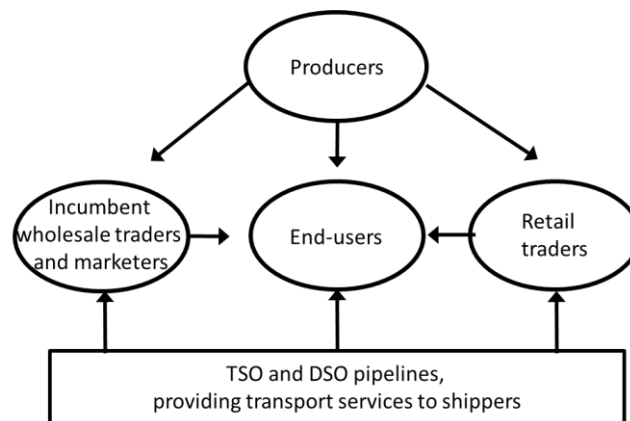 Producers
Incumbent
wholesale traders
and marketers
End-users
Retail
traders
TSO and DSO pipelines,
providing transport services to shippers